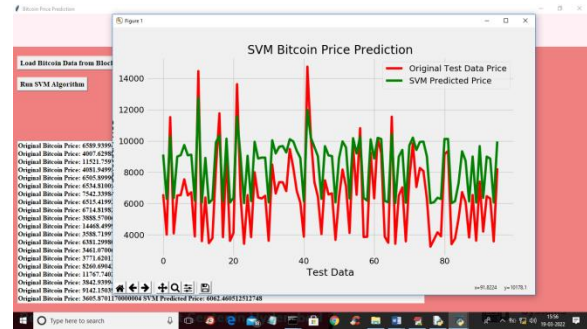 Bitcoin Price Prediction
Figure 1
Load Bitcoin Data from Bloc
Run SVM Algorithm
SVM Bitcoin Price Prediction
Original Test Data Price
SVM Predicted Price
14000
12000
10000
8000
6000
4000
0
20
40
60
80
Test Data
Original Bitcoin Price: 6589.9399
Original Bitcoin Price: 4007.6298
Original Bitcoin Price: 11521.759
Original Bitcoin Price: 4081.9499
Original Bitcoin Price: 6505.8999
Original Bitcoin Price: 6534.8100
Original Bitcoin Price: 7542.3398
Original Bitcoin Price: 6515.4199
Original Bitcoin Price: 6714.8198
Original Bitcoin Price: 3888.5700
Original Bitcoin Price: 14468.499
Original Bitcoin Price: 3588.7199
Original Bitcoin Price: 6381.2998
Original Bitcoin Price: 3461.0700
Original Bitcoin Price: 3771.6201
Original Bitcoin Price: 8260.6904
Original Bitcoin Price: 11767.740
Original Bitcoin Price: 3842.8999
Original Bitcoin Price: 9142.1503
Original Bitcoin Price: 3605.8701170000004 SVM Predicted Price: 6062.460512512748
x=91.8224 y=10178.1
Type here to search
15:56
19-03-2022